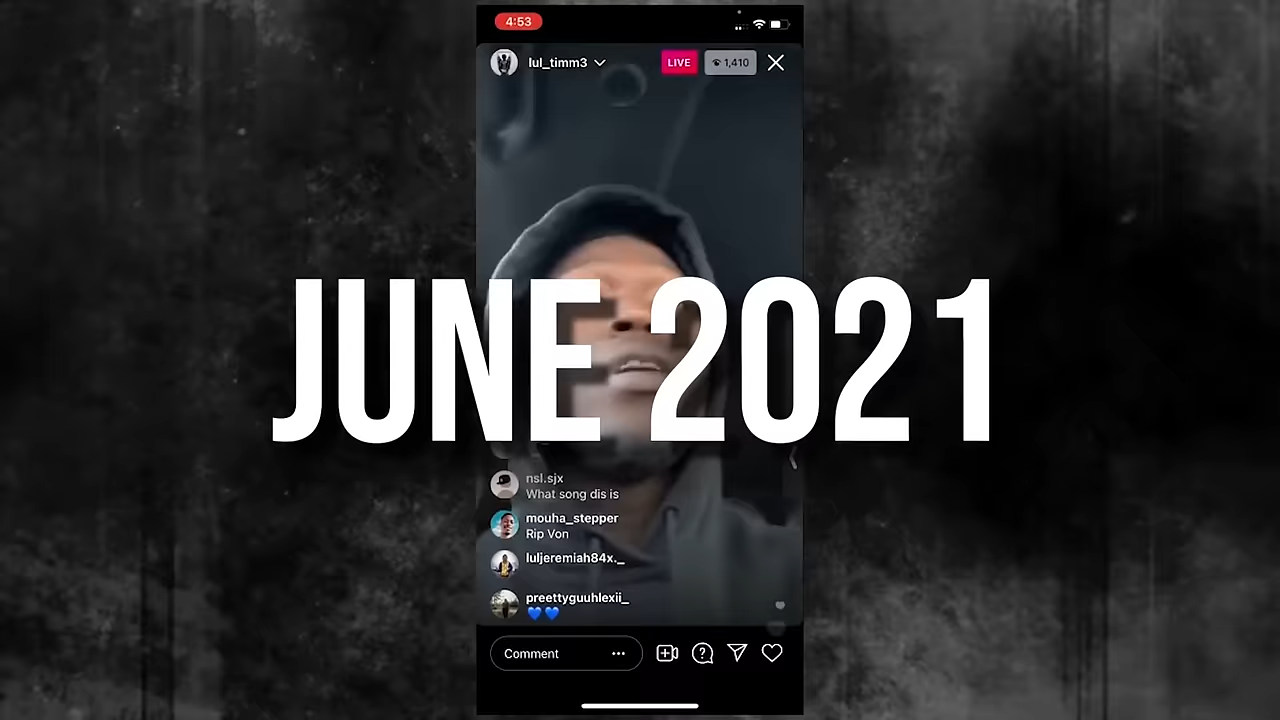 4:53
lul_timm3
LIVE
1,410
JUNE 2021
nsl.sjx
What song dis is
mouha_stepper
Rip Von
luljeremiah84x._
preettyguuhlexii_
💙💙
Comment